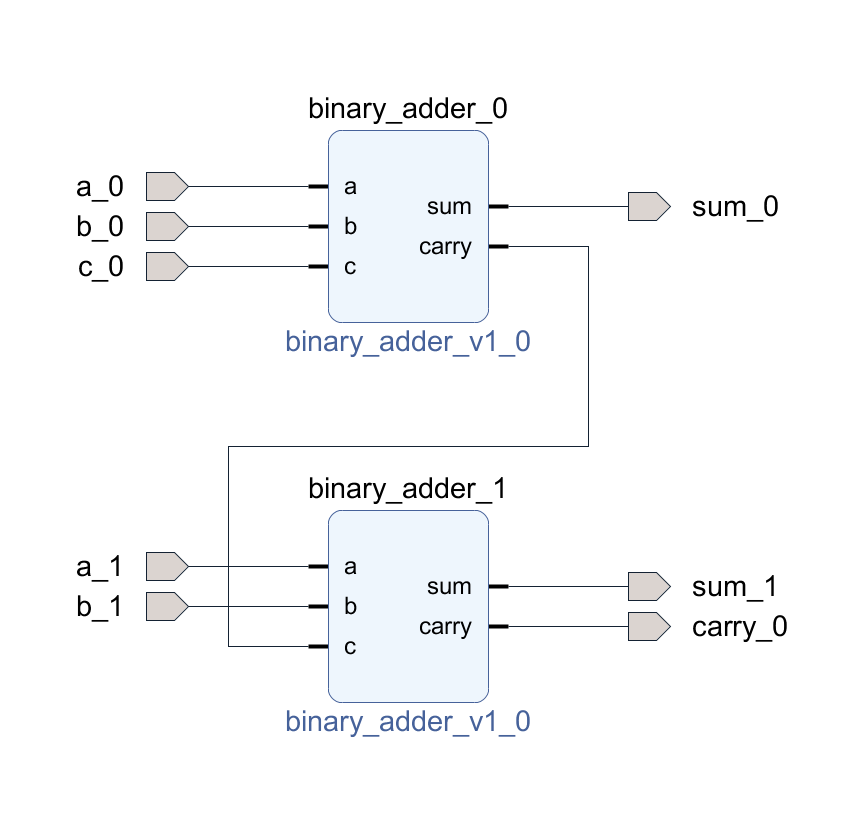 binary_adder_0
a_0
a
b_0
b
c_0
c
sum
sum_0
carry
binary_adder_v1_0
binary_adder_1
a_1
a
b_1
b
c
sum
sum_1
carry
carry_0
binary_adder_v1_0